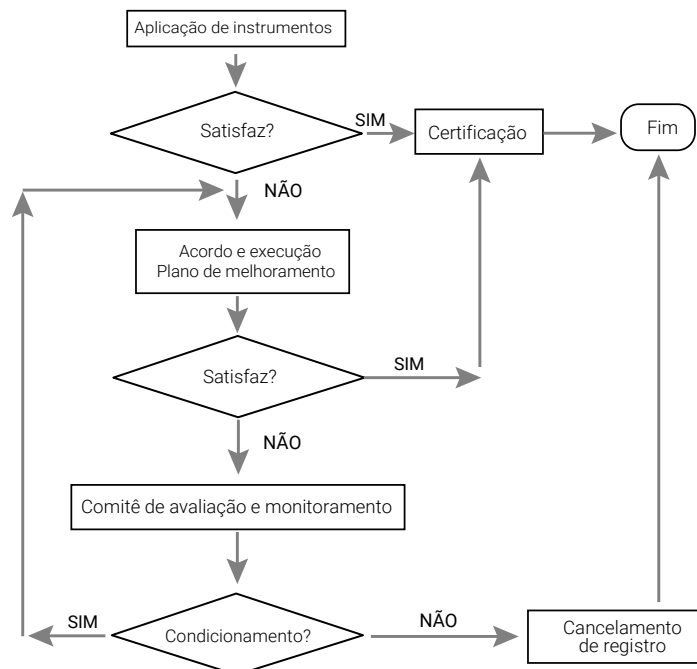 Aplicação de instrumentos
Satisfaz?
SIM
Certificação
Fim
NÃO
Acordo e execução
Plano de melhoramento
Satisfaz?
SIM
NÃO
Comitê de avaliação e monitoramento
SIM
Condicionamento?
NÃO
Cancelamento
de registro